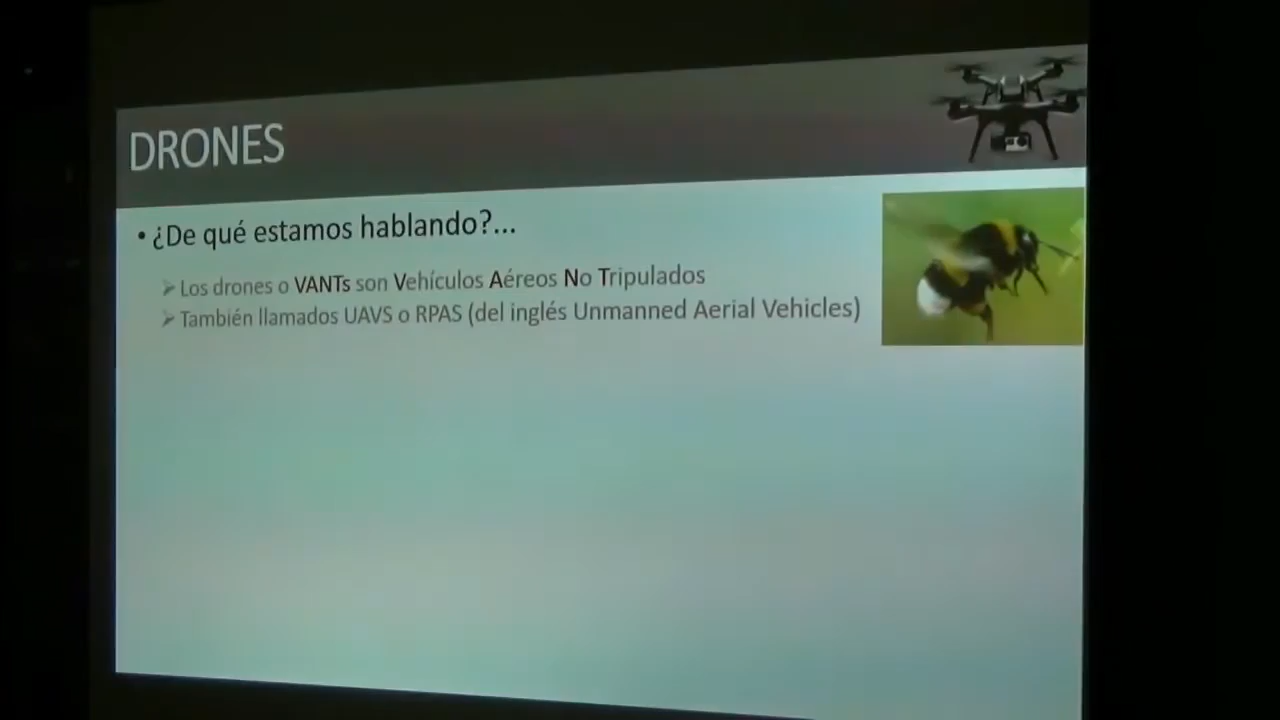 DRONES
• ¿De qué estamos hablando?...
➢ Los drones o VANTs son Vehículos Aéreos No Tripulados
➢ También llamados UAVS o RPAS (del inglés Unmanned Aerial Vehicles)